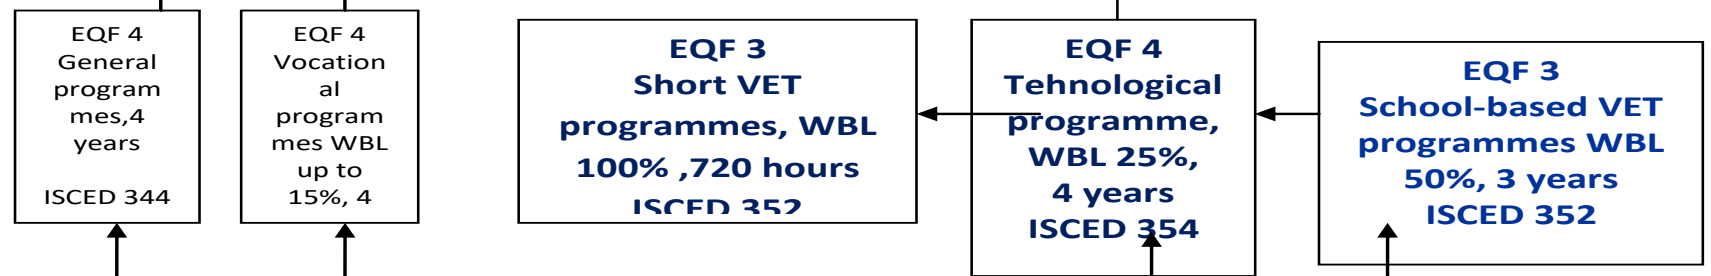 EQF 4
General
program
mes,4
years
ISCED 344
EQF 4
Vocation
al
program
mes WBL
up to
15%, 4
EQF 3
Short VET
programmes, WBL
100% ,720 hours
ISCED 352
EQF 4
Tehnological
programme,
WBL 25%,
4 years
ISCED 354
EQF 3
School-based VET
programmes WBL
50%, 3 years
ISCED 352